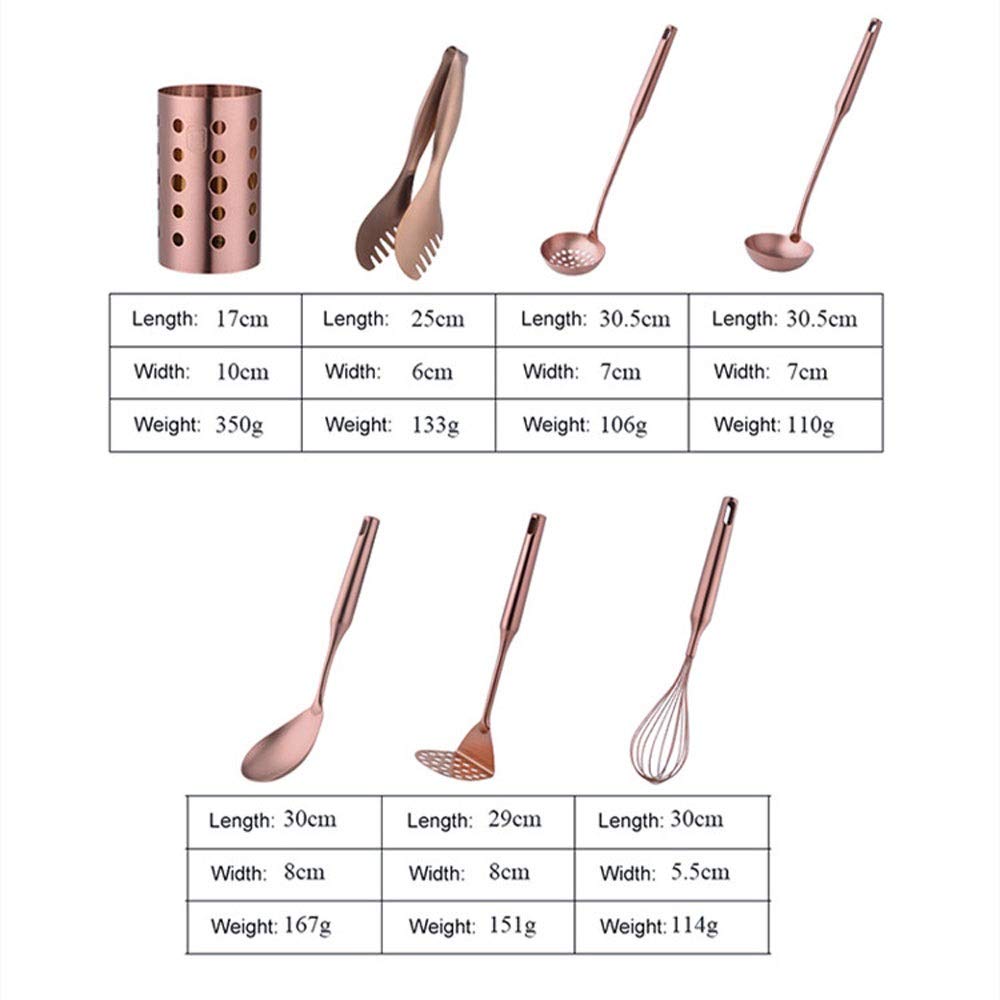 Length: 17cm Length: 25cm Length: 30.5cm Length: 30.5cm
Width: 10cm Width: 6cm Width: 7cm Width: 7cm
Weight: 350g Weight: 133g Weight: 106g Weight: 110g
Length: 30cm Length: 29cm Length: 30cm
Width: 8cm Width: 8cm Width: 5.5cm
Weight: 167g Weight: 151g Weight: 114g